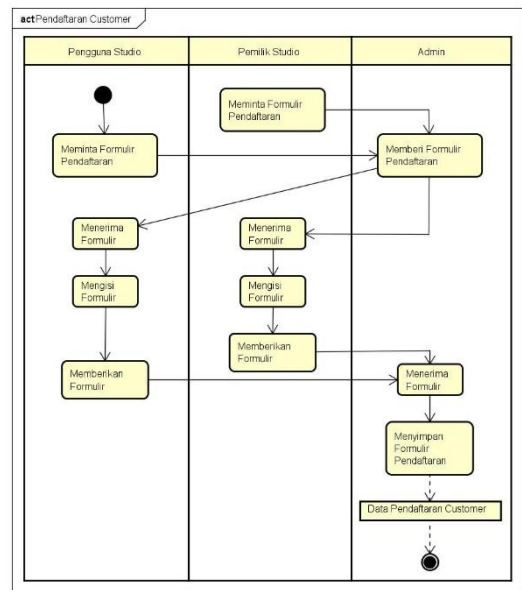 act Pendaftaran Customer
Pengguna Studio
Pemilik Studio
Admin
Meminta Formulir
Pendaftaran
Meminta Formulir
Pendaftaran
Memberi Formulir
Pendaftaran
Menerima
Formulir
Menerima
Formulir
Mengisi
Formulir
Mengisi
Formulir
Memberikan
Formulir
Memberikan
Formulir
Menerima
Formulir
Menyimpan
Formulir
Pendaftaran
Data Pendaftaran Customer